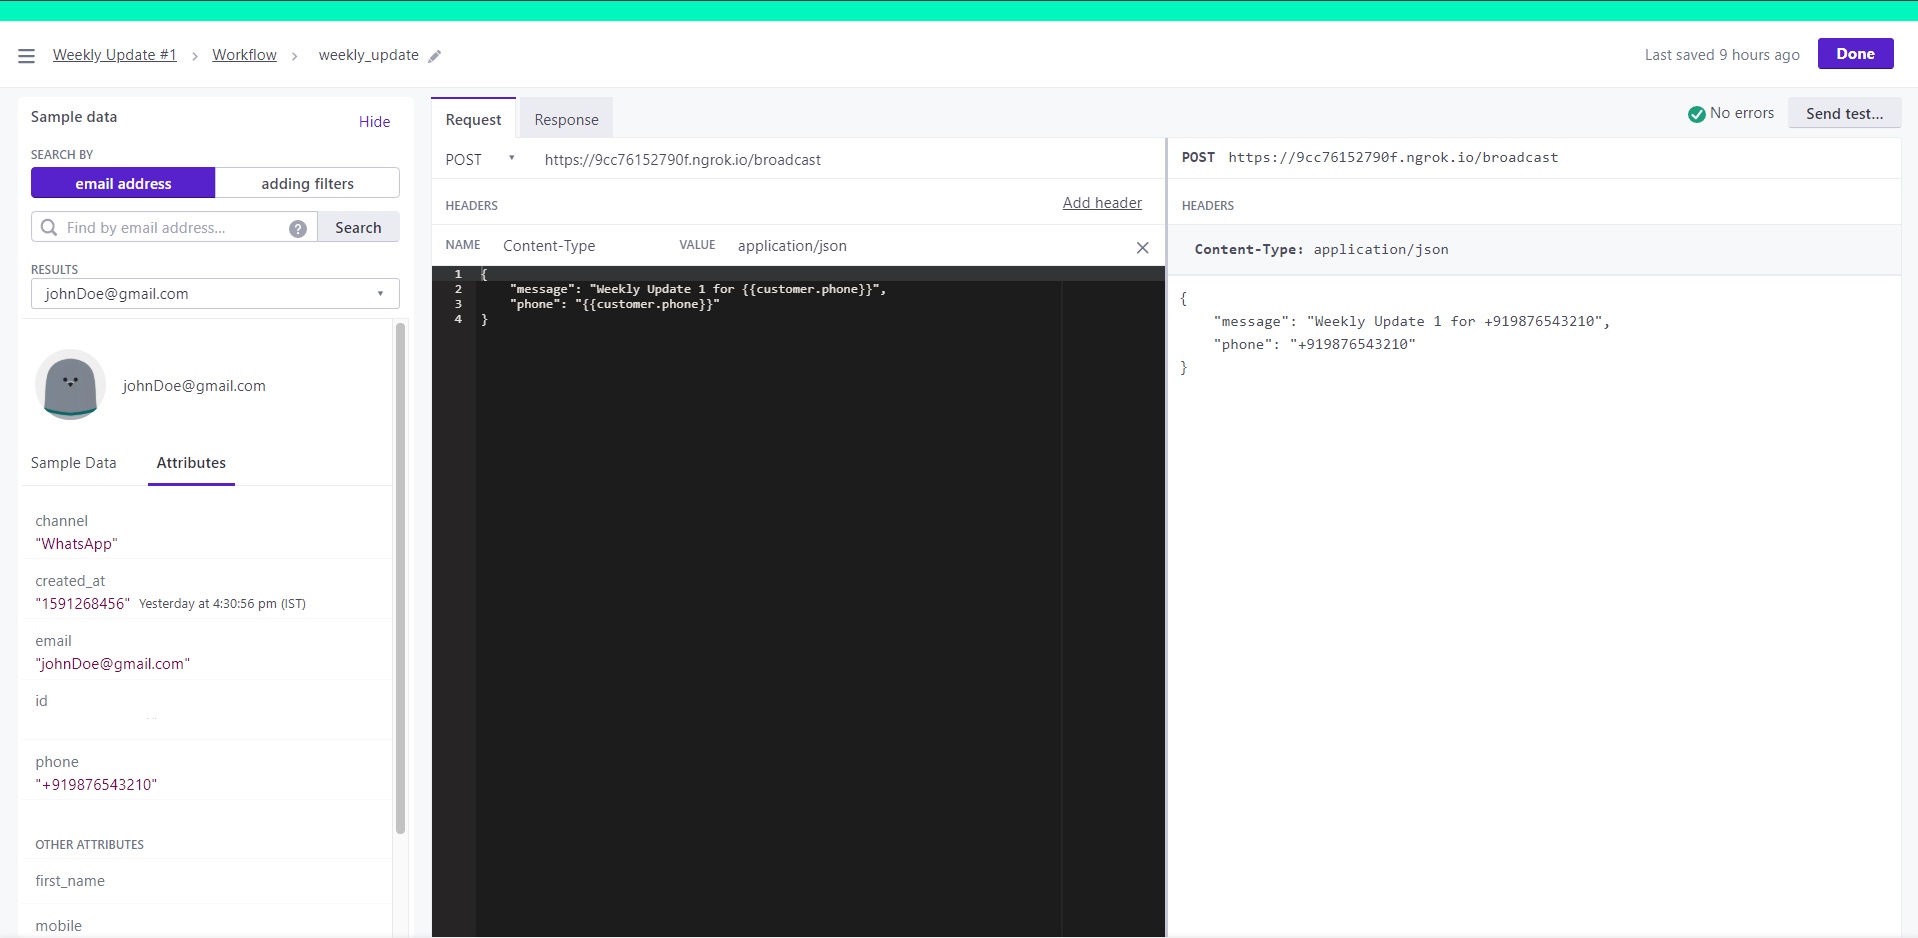 Weekly Update #1 > Workflow > weekly_update
Last saved 9 hours ago
Done
Sample data
Hide
SEARCH BY
email address
adding filters
Find by email address...
?
Search
RESULTS
johnDoe@gmail.com
johnDoe@gmail.com
Sample Data
Attributes
channel
"WhatsApp"
created_at
"1591268456" Yesterday at 4:30:56 pm (IST)
email
"johnDoe@gmail.com"
id
phone
"+919876543210"
OTHER ATTRIBUTES
first_name
mobile
Request
Response
No errors
Send test...
POST https://9cc76152790f.ngrok.io/broadcast
HEADERS
Add header
NAME Content-Type VALUE application/json
1 {
2 "message": "Weekly Update 1 for {{customer.phone}}",
3 "phone": "{{customer.phone}}"
4 }
POST https://9cc76152790f.ngrok.io/broadcast
HEADERS
Content-Type: application/json
{
"message": "Weekly Update 1 for +919876543210",
"phone": "+919876543210"
}